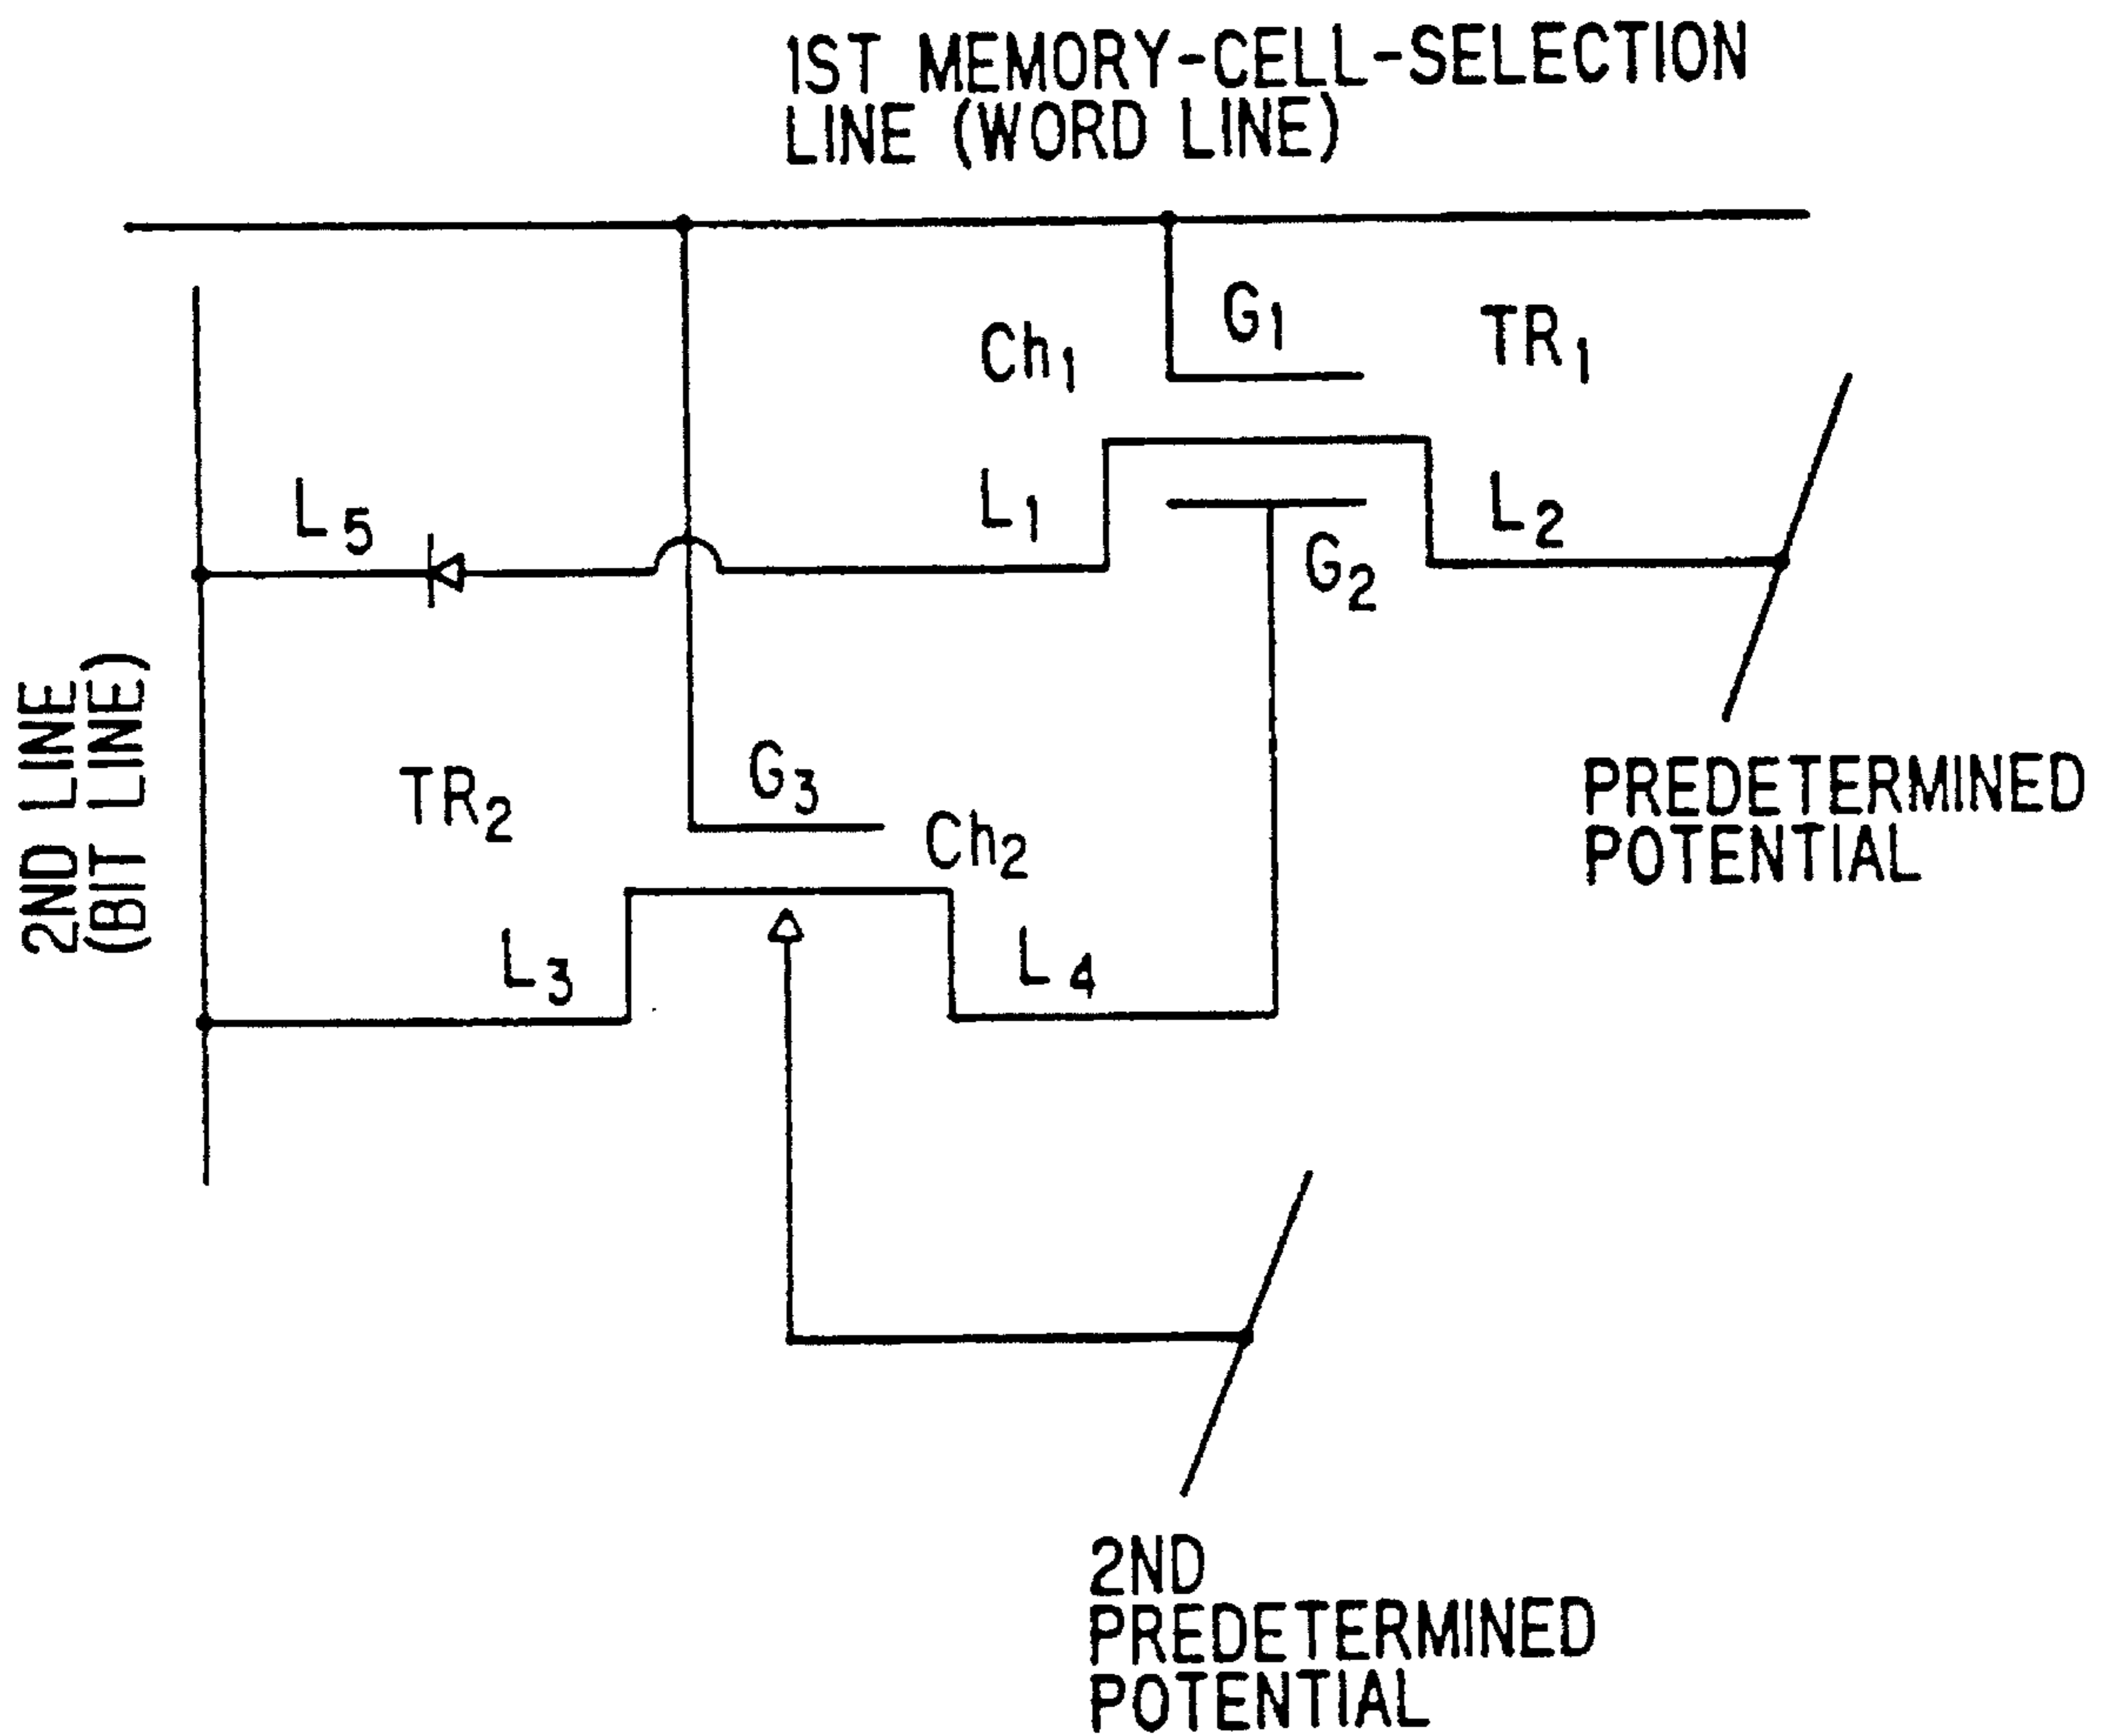 1ST MEMORY-CELL-SELECTION
LINE (WORD LINE)
G1
TR1
Ch1
L1
L2
L5
G2
2ND LINE
(BIT LINE)
TR2
G3
Ch2
PREDETERMINED
POTENTIAL
L3
L4
2ND
PREDETERMINED
POTENTIAL